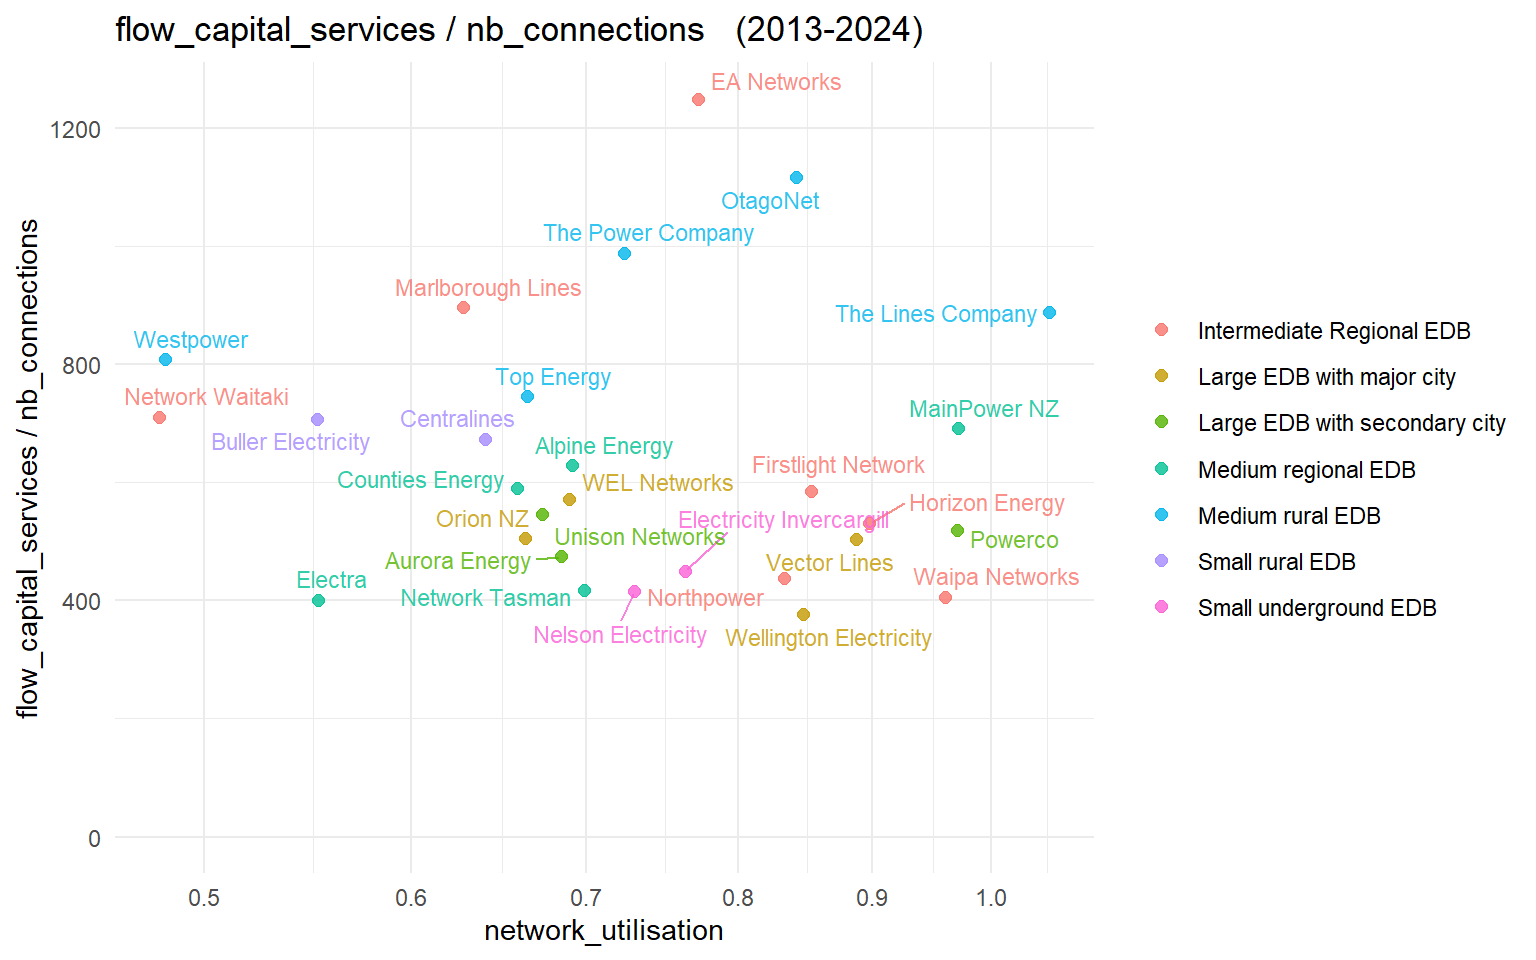 flow_capital_services / nb_connections (2013-2024)
EA Networks
1200
OtagoNet
The Power Company
Marlborough Lines
The Lines Company
Westpower
800
Top Energy
Network Waitaki
MainPower NZ
Centralines
Buller Electricity
Alpine Energy
Firstlight Network
Counties Energy
WEL Networks
Horizon Energy
Orion NZ
Electricity Invercargill
Unison Networks
Powerco
Aurora Energy
Vector Lines
Electra
Waipa Networks
400
Network Tasman
Northpower
Nelson Electricity
Wellington Electricity
0
0.5
0.6
0.7
0.8
0.9
1.0
network_utilisation
flow_capital_services / nb_connections
Intermediate Regional EDB
Large EDB with major city
Large EDB with secondary city
Medium regional EDB
Medium rural EDB
Small rural EDB
Small underground EDB